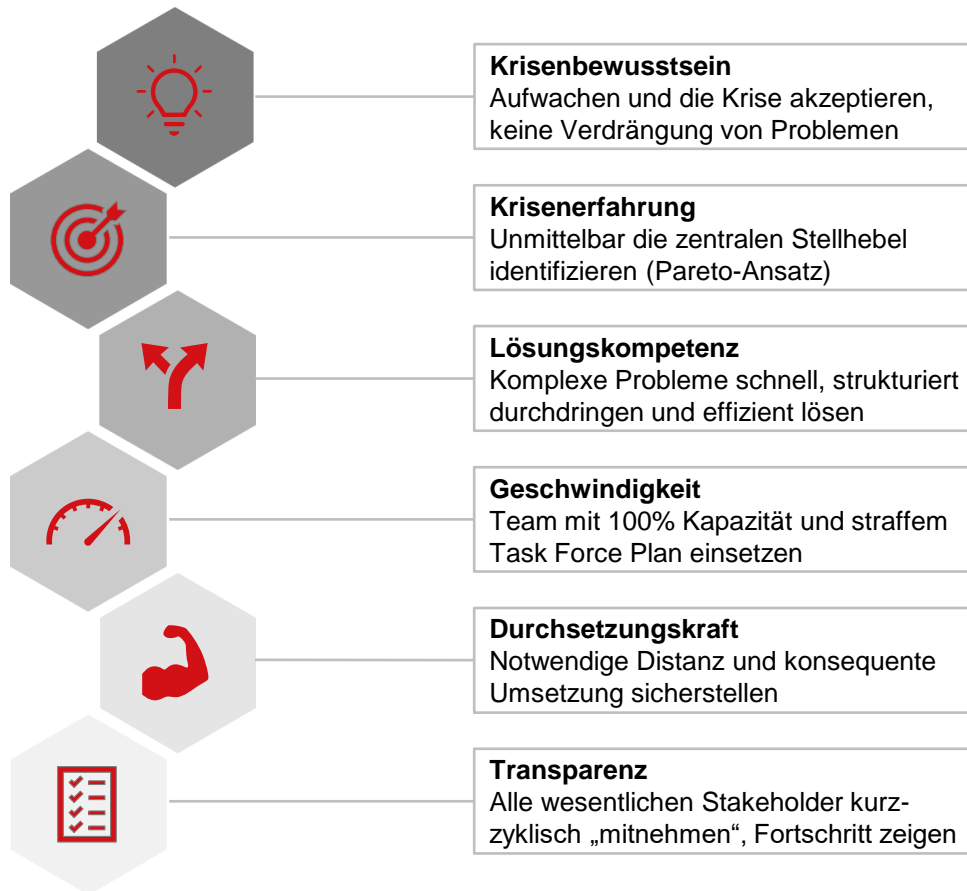 Krisenbewusstsein
Aufwachen und die Krise akzeptieren,
keine Verdrängung von Problemen
Krisenerfahrung
Unmittelbar die zentralen Stellhebel
identifizieren (Pareto-Ansatz)
Lösungskompetenz
Komplexe Probleme schnell, strukturiert
durchdringen und effizient lösen
Geschwindigkeit
Team mit 100% Kapazität und straffem
Task Force Plan einsetzen
Durchsetzungskraft
Notwendige Distanz und konsequente
Umsetzung sicherstellen
Transparenz
Alle wesentlichen Stakeholder kurz-
zyklisch „mitnehmen“, Fortschritt zeigen